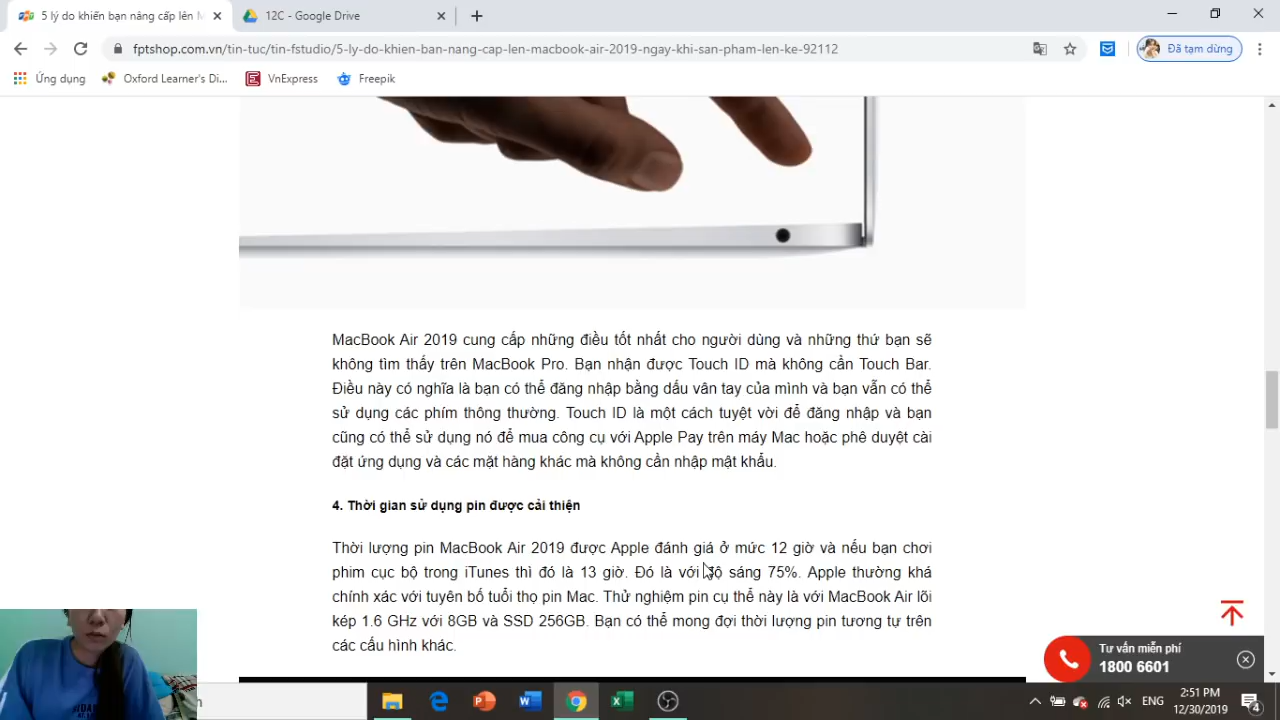 5 lý do khiến bạn nâng cấp lên M
12C - Google Drive
fptshop.com.vn/tin-tuc/tin-fstudio/5-ly-do-khien-ban-nang-cap-len-macbook-air-2019-ngay-khi-san-pham-len-ke-92112
Đã tạm dừng
Ứng dụng
Oxford Learner's Di...
VnExpress
Freepik
MacBook Air 2019 cung cấp những điều tốt nhất cho người dùng và những thứ bạn sẽ
không tìm thấy trên MacBook Pro. Bạn nhận được Touch ID mà không cần Touch Bar.
Điều này có nghĩa là bạn có thể đăng nhập bằng dấu vân tay của mình và bạn vẫn có thể
sử dụng các phím thông thường. Touch ID là một cách tuyệt vời để đăng nhập và bạn
cũng có thể sử dụng nó để mua công cụ với Apple Pay trên máy Mac hoặc phê duyệt cài
đặt ứng dụng và các mặt hàng khác mà không cần nhập mật khẩu.
4. Thời gian sử dụng pin được cải thiện
Thời lượng pin MacBook Air 2019 được Apple đánh giá ở mức 12 giờ và nếu bạn chơi
phim cục bộ trong iTunes thì đó là 13 giờ. Đó là với độ sáng 75%. Apple thường khá
chính xác với tuyên bố tuổi thọ pin Mac. Thử nghiệm pin cụ thể này là với MacBook Air lõi
kép 1.6 GHz với 8GB và SSD 256GB. Bạn có thể mong đợi thời lượng pin tương tự trên
các cấu hình khác.
Tư vấn miễn phí
1800 6601
ENG
2:51 PM
12/30/2019
4